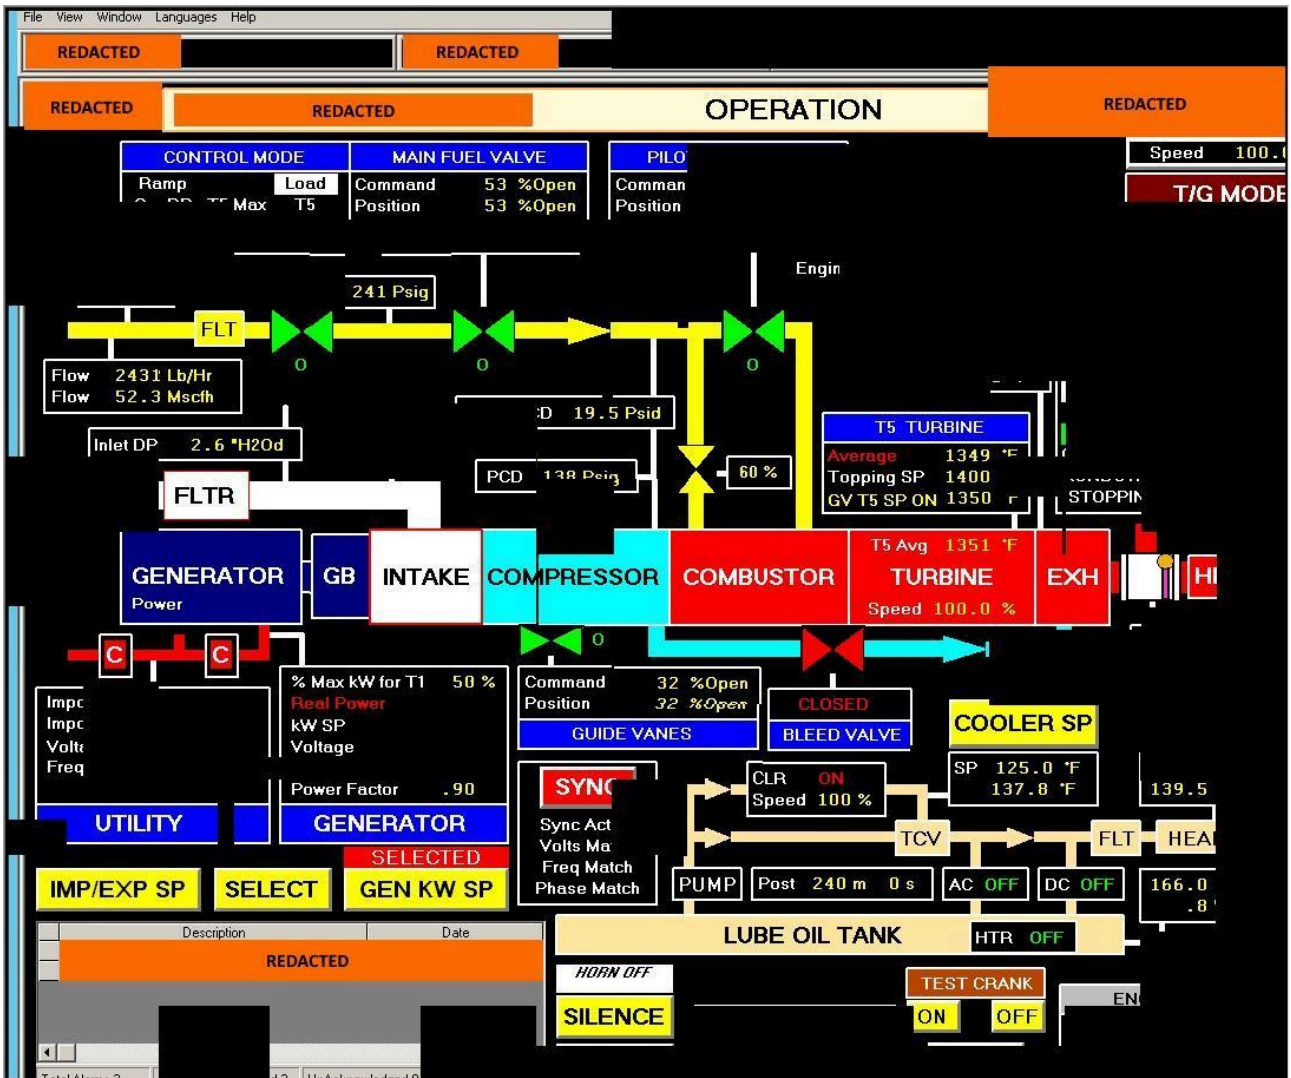 File View Window Languages Help
REDACTED REDACTED
REDACTED REDACTED OPERATION REDACTED
CONTROL MODE MAIN FUEL VALVE
Speed
Ramp Load Command 53 %Open
Max T5 Position 53 %Open Position
T/G MODE
241 Psig
FLT
O O O
Flow 2431 Lb/Hr
Flow 52.3 Mscfh
19.5 Psid
Inlet DP 2.6 "H2Od
PCD 138 Psig
60 %
T5 TURBINE
Average 1349 °F
Topping SP 1400
GV T5 SP ON 1350
FLTR
T5 Avg 1351 °F
GENERATOR GB INTAKE COMPRESSOR COMBUSTOR TURBINE EXH
Power
Speed 100.0 %
C C O
% Max kW for T1 50 %
Real Power
kW SP
Voltage
Power Factor .90
Command 32 %Open
Position 32 %Open
GUIDE VANES
CLOSED
BLEED VALVE
COOLER SP
SP 125.0 °F
137.8 °F
139.5
CLR ON
Speed 100 %
UTILITY GENERATOR
Sync Act
Freq Match
Phase Match
TCV FLT
SELECTED
IMP/EXP SP SELECT GEN KW SP
PUMP Post 240 m 0 s AC OFF DC OFF
166.0
LUBE OIL TANK HTR OFF
Description Date
REDACTED
HORN OFF
SILENCE
TEST CRANK
ON OFF